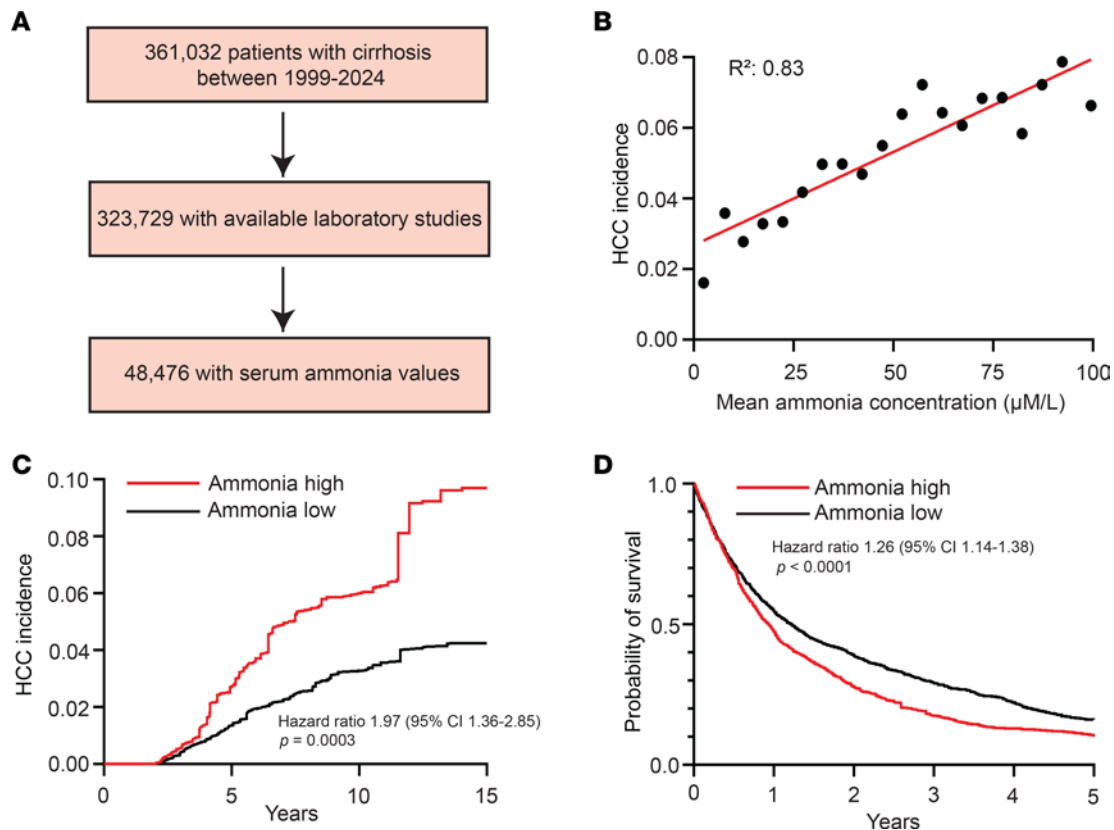 A
361,032 patients with cirrhosis
between 1999-2024
323,729 with available laboratory studies
48,476 with serum ammonia values
B
R²: 0.83
HCC incidence
0.08
0.06
0.04
0.02
0.00
0
25
50
75
100
Mean ammonia concentration (µM/L)
C
Ammonia high
Ammonia low
HCC incidence
0.10
0.08
0.06
0.04
0.02
0.00
Hazard ratio 1.97 (95% CI 1.36-2.85)
p = 0.0003
0
5
10
15
Years
D
Ammonia high
Ammonia low
Hazard ratio 1.26 (95% CI 1.14-1.38)
p < 0.0001
Probability of survival
1.0
0.5
0.0
0
1
2
3
4
5
Years